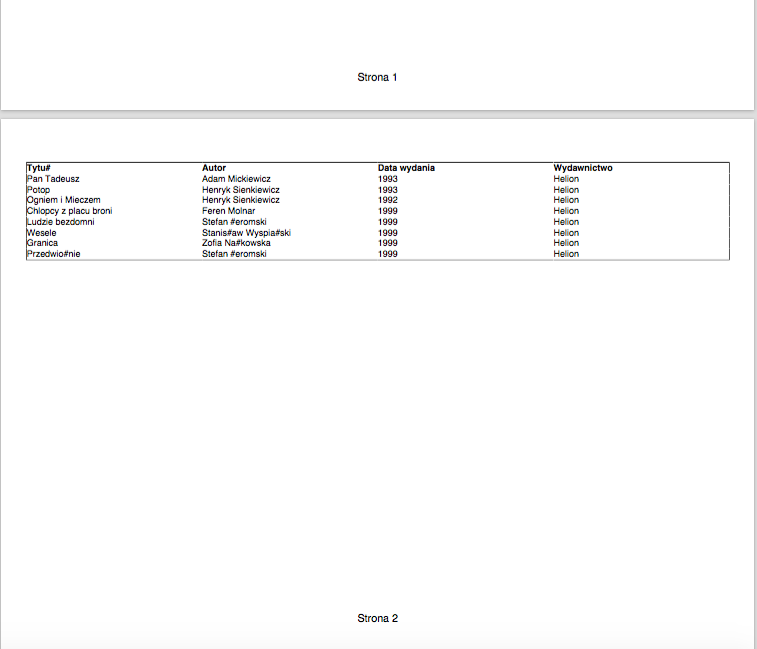 Strona 1
Tytu# Autor Data wydania Wydawnictwo
Pan Tadeusz Adam Mickiewicz 1993 Helion
Potop Henryk Sienkiewicz 1993 Helion
Ogniem i Mieczem Henryk Sienkiewicz 1992 Helion
Chlopcy z placu broni Feren Molnar 1999 Helion
Ludzie bezdomni Stefan #eromski 1999 Helion
Wesele Stanis#aw Wyspia#ski 1999 Helion
Granica Zofia Na#kowska 1999 Helion
Przedwio#nie Stefan #eromski 1999 Helion
Strona 2